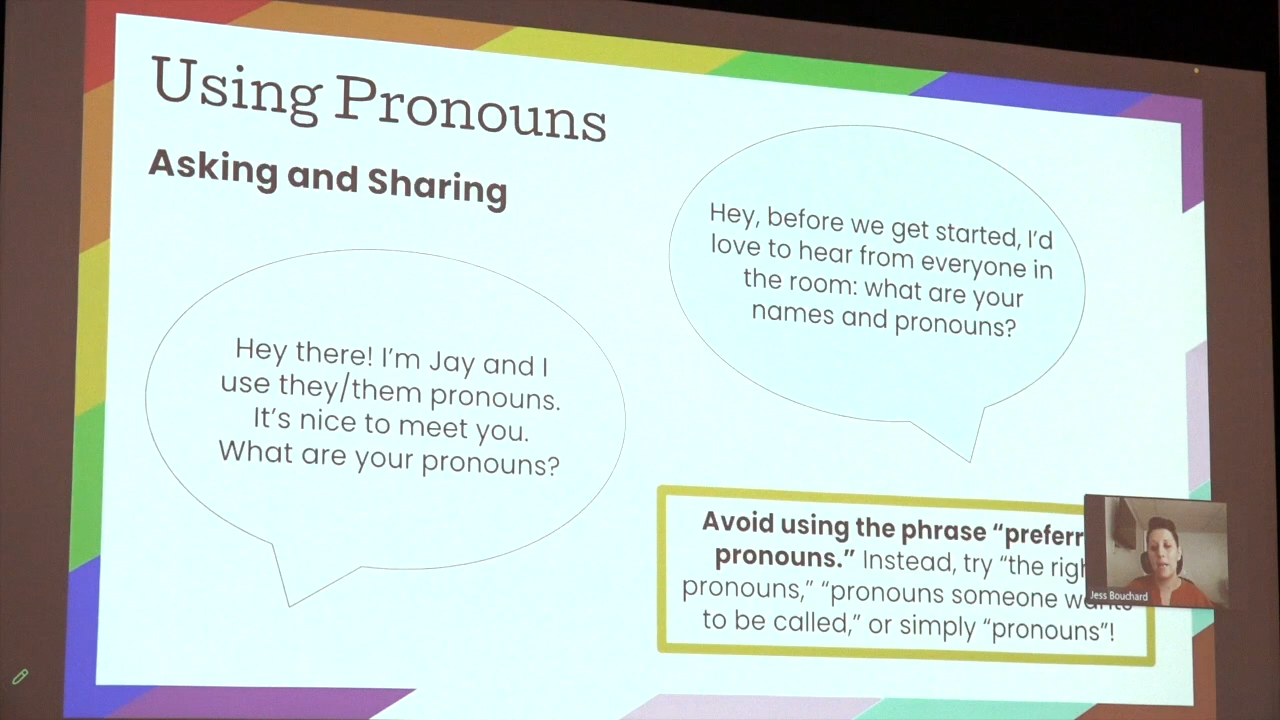 Using Pronouns
Asking and Sharing
Hey, before we get started, I'd
love to hear from everyone in
the room: what are your
names and pronouns?
Hey there! I'm Jay and I
use they/them pronouns.
It's nice to meet you.
What are your pronouns?
Avoid using the phrase “preferr
pronouns.” Instead, try “the
pronouns,” “pronouns someone wants
to be called,” or simply “pronouns”!
Jess Bouchard